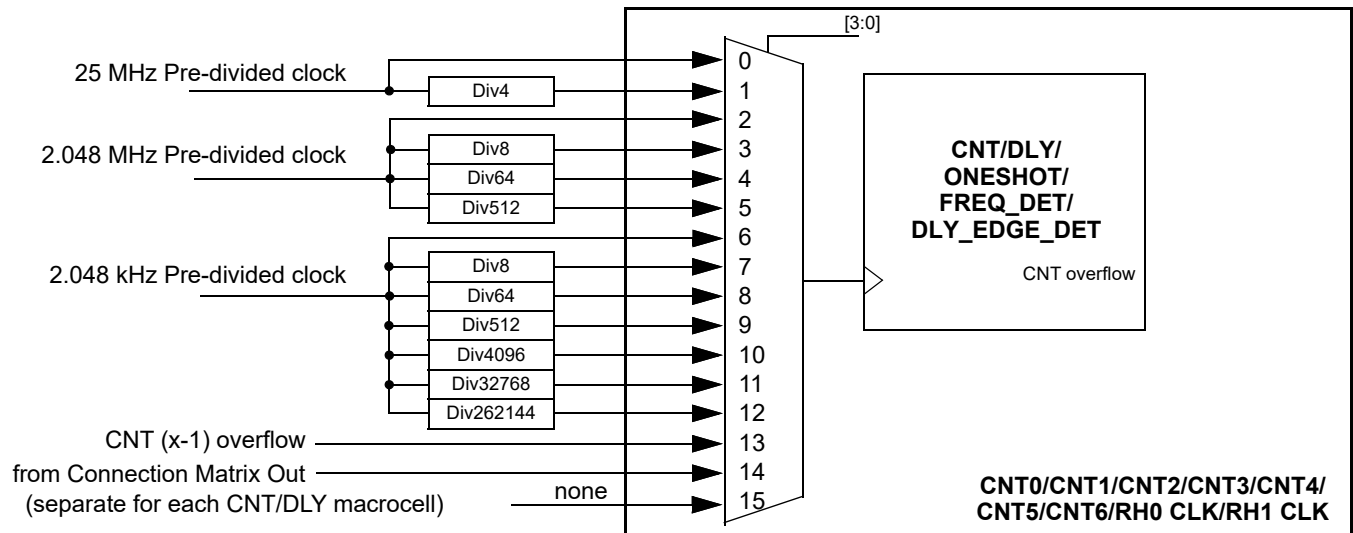 [3:0]
25 MHz Pre-divided clock
Div4
2.048 MHz Pre-divided clock
Div8
Div64
Div512
2.048 kHz Pre-divided clock
Div8
Div64
Div512
Div4096
Div32768
Div262144
CNT (x-1) overflow
from Connection Matrix Out
(separate for each CNT/DLY macrocell)
none
0
1
2
3
4
5
6
7
8
9
10
11
12
13
14
15
CNT/DLY/
ONESHOT/
FREQ_DET/
DLY_EDGE_DET
CNT overflow
CNT0/CNT1/CNT2/CNT3/CNT4/
CNT5/CNT6/RH0 CLK/RH1 CLK